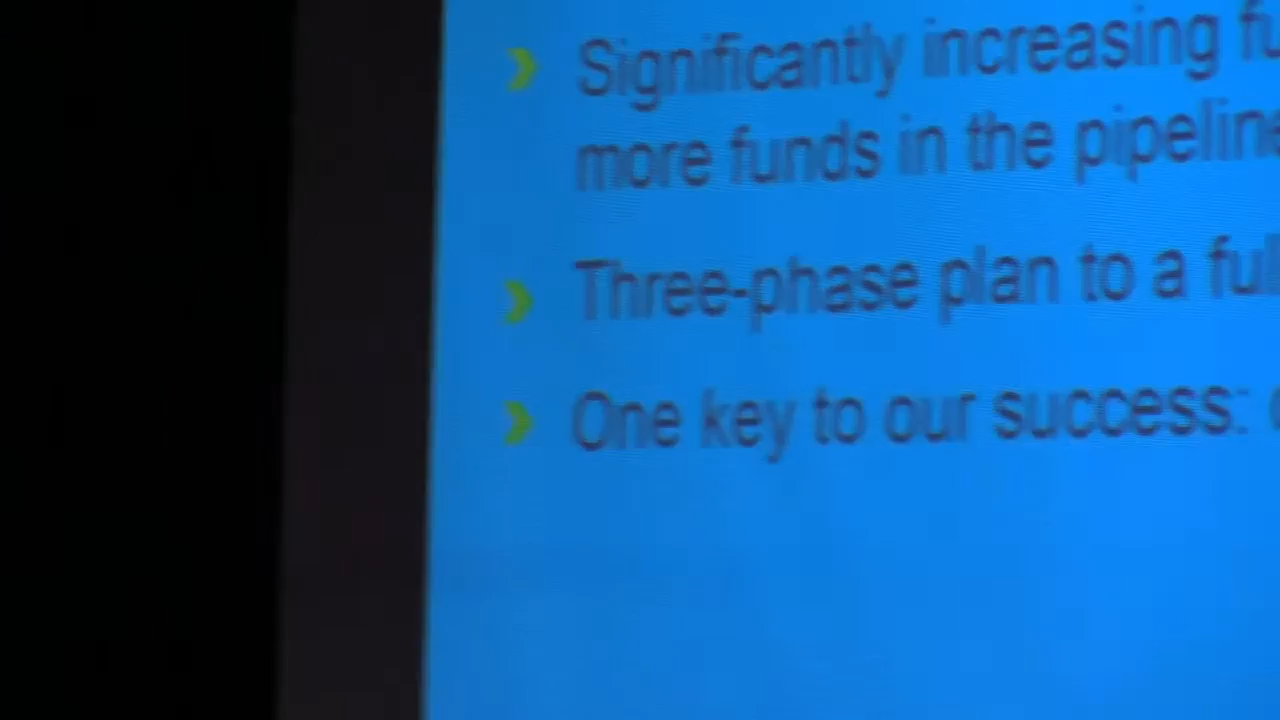 Significantly increasing
more funds in the
Three-phase plan to a
One key to our success: